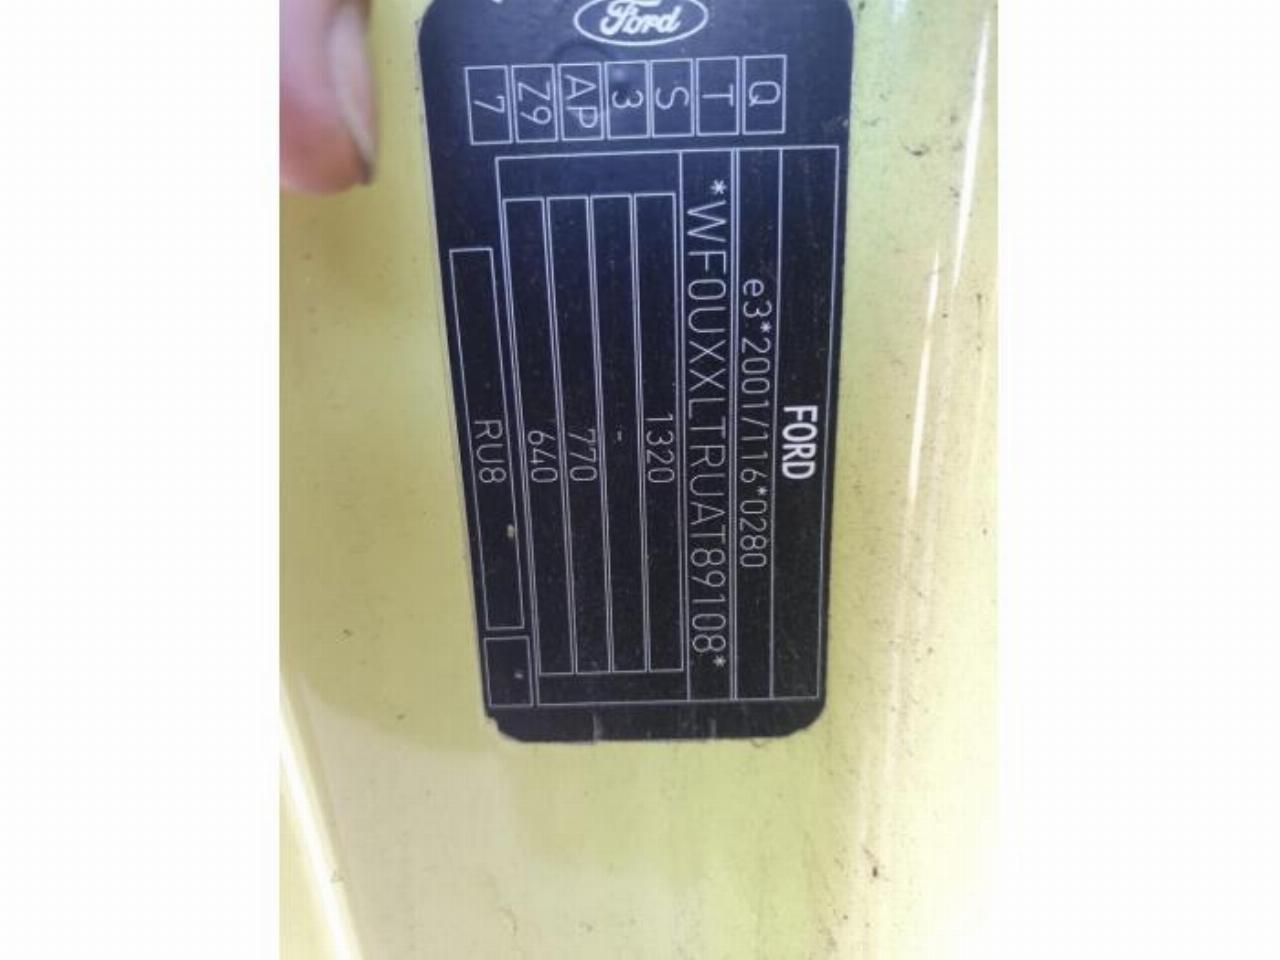 Ford
Q
T
S
3
AP
Z9
7
FORD
e3*2001/116*0280
*WF0UXXLTRUAT89108*
1320
-
770
640
RU8